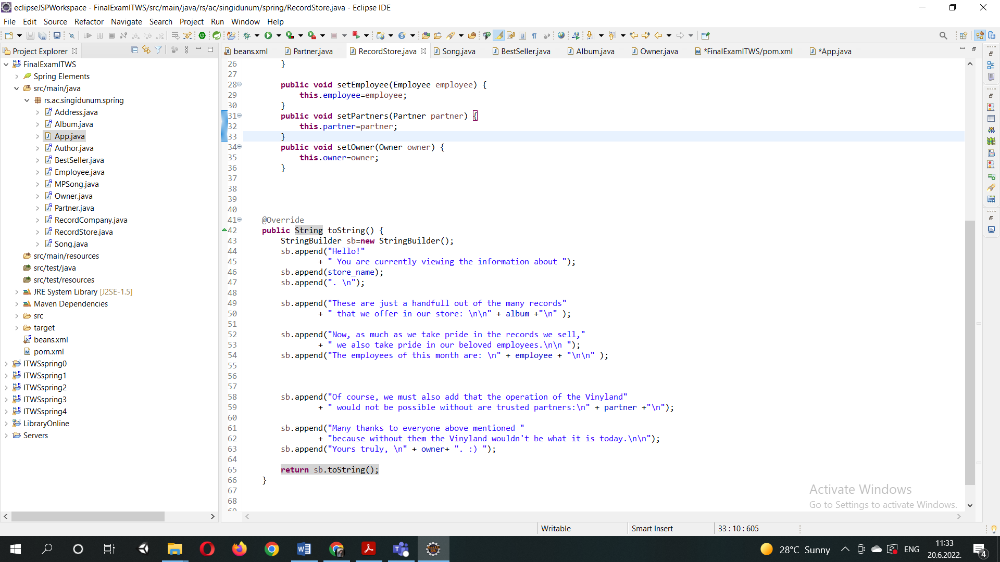 eclipseJSPWorkspace - FinalExamITWS/src/main/java/rs/ac/singidunum/spring/RecordStore.java - Eclipse IDE
File Edit Source Refactor Navigate Search Project Run Window Help
Project Explorer
beans.xml Partner.java RecordStore.java Song.java BestSeller.java Album.java Owner.java *FinalExamITWS/pom.xml *App.java
FinalExamITWS
Spring Elements
src/main/java
rs.ac.singidunum.spring
Address.java
Album.java
App.java
Author.java
BestSeller.java
Employee.java
MPSong.java
Owner.java
Partner.java
RecordCompany.java
RecordStore.java
Song.java
src/main/resources
src/test/java
src/test/resources
JRE System Library [J2SE-1.5]
Maven Dependencies
src
target
beans.xml
pom.xml
ITWSspring0
ITWSspring1
ITWSspring2
ITWSspring3
ITWSspring4
LibraryOnline
Servers
26 }
27
28 public void setEmployee(Employee employee) {
29 this.employee=employee;
30 }
31 public void setPartners(Partner partner) {
32 this.partner=partner;
33 }
34 public void setOwner(Owner owner) {
35 this.owner=owner;
36 }
37
38
39
40
41 @Override
42 public String toString() {
43 StringBuilder sb=new StringBuilder();
44 sb.append("Hello!"
45 + " You are currently viewing the information about ");
46 sb.append(store_name);
47 sb.append(". \n");
48
49 sb.append("These are just a handfull out of the many records"
50 + " that we offer in our store: \n\n" + album +"\n" );
51
52 sb.append("Now, as much as we take pride in the records we sell,"
53 + " we also take pride in our beloved employees.\n\n ");
54 sb.append("The employees of this month are: \n" + employee + "\n\n" );
55
56
57
58 sb.append("Of course, we must also add that the operation of the Vinyland"
59 + " would not be possible without are trusted partners:\n" + partner +"\n");
60
61 sb.append("Many thanks to everyone above mentioned "
62 + "because without them the Vinyland wouldn't be what it is today.\n\n");
63 sb.append("Yours truly, \n" + owner+ ". :) ");
64
65 return sb.toString();
66 }
67
68
Activate Windows
Go to Settings to activate Windows.
Writable Smart Insert 33 : 10 : 605
28°C Sunny ENG 11:33
20.6.2022. 4